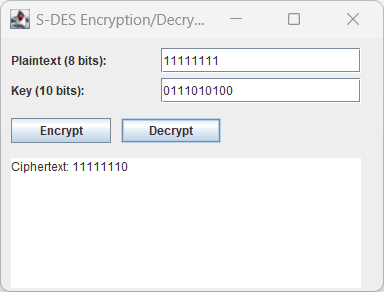 S-DES Encryption/Decry...
Plaintext (8 bits): 11111111
Key (10 bits): 0111010100
Encrypt Decrypt
Ciphertext: 11111110